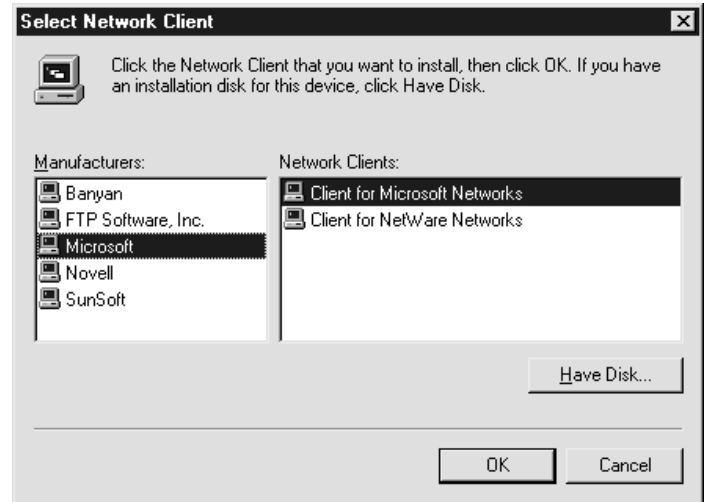 Select Network Client
Click the Network Client that you want to install, then click OK. If you have
an installation disk for this device, click Have Disk.
Manufacturers:
Banyan
FTP Software, Inc.
Microsoft
Novell
SunSoft
Network Clients:
Client for Microsoft Networks
Client for NetWare Networks
Have Disk...
OK
Cancel